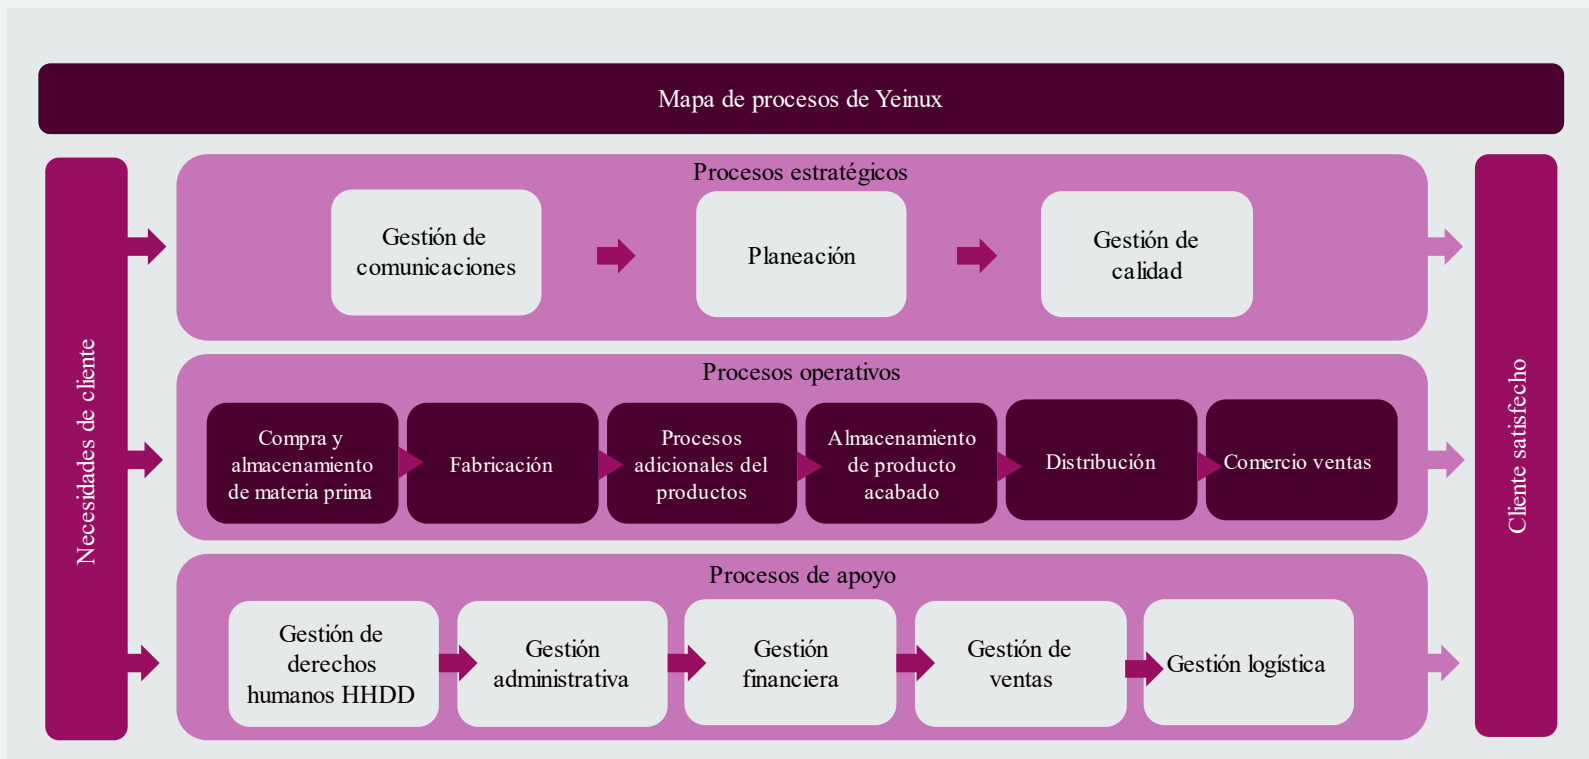 Mapa de procesos de Yeinux
Necesidades de cliente
Procesos estratégicos
Gestión de
comunicaciones
Planeación
Gestión de
calidad
Procesos operativos
Compra y
almacenamiento
de materia prima
Fabricación
Procesos
adicionales del
productos
Almacenamiento
de producto
acabado
Distribución
Comercio ventas
Procesos de apoyo
Gestión de
derechos
humanos HHDD
Gestión
administrativa
Gestión
financiera
Gestión de
ventas
Gestión logística
Cliente satisfecho